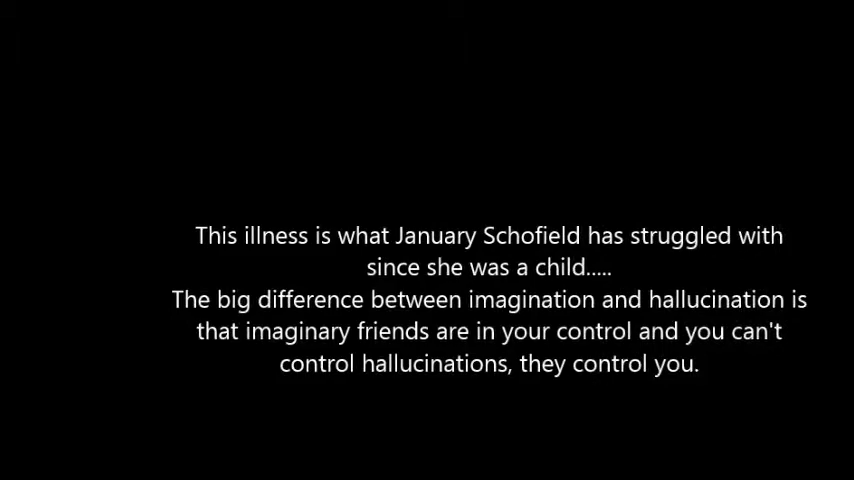 This illness is what January Schofield has struggled with
since she was a child.....
The big difference between imagination and hallucination is
that imaginary friends are in your control and you can't
control hallucinations, they control you.